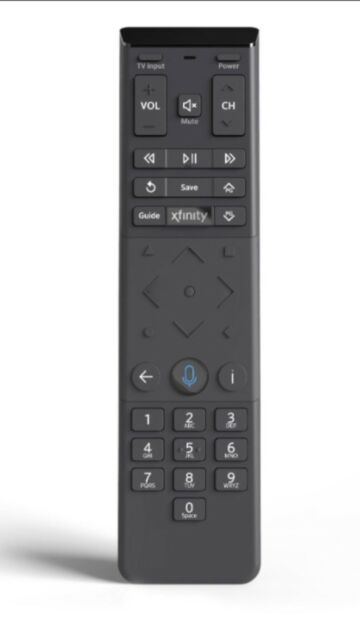 TV Input Power
VOL CH
Mute
Save
Guide xfinity
i
1 2 ABC 3 DEF
4 GHI 5 JKL 6 MNO
7 PQRS 8 TUV 9 WXYZ
0
Space